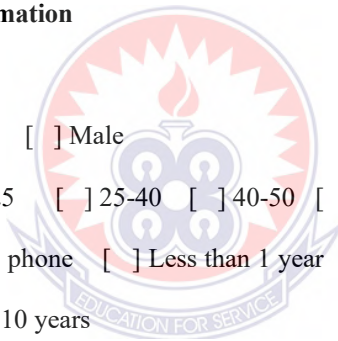 mation
[ ] Male
5 [ ] 25-40 [ ] 40-50 [
phone [ ] Less than 1 year
10 years
EDUCATION FOR SERVICE